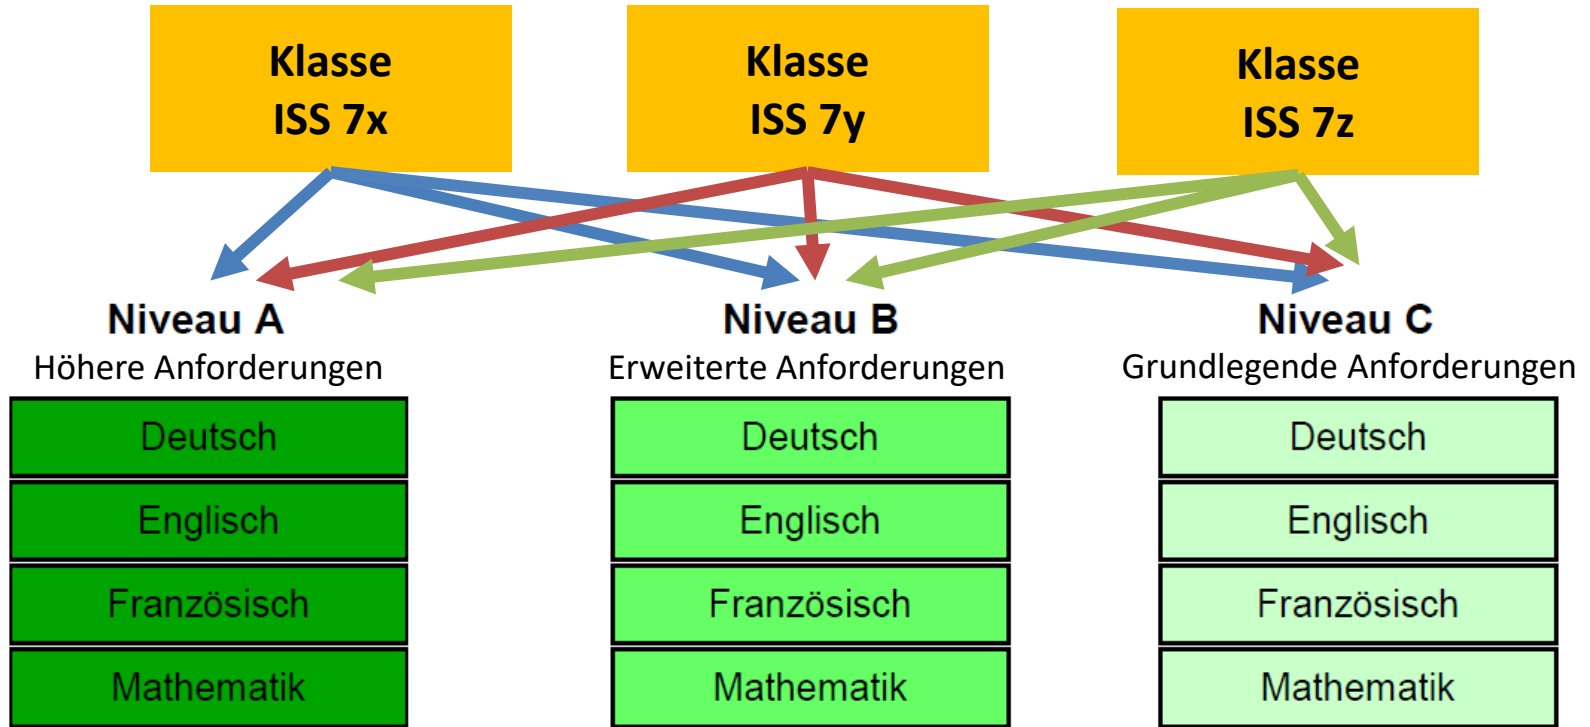 Klasse
ISS 7x
Klasse
ISS 7y
Klasse
ISS 7z
Niveau A
Höhere Anforderungen
Deutsch
Englisch
Französisch
Mathematik
Niveau B
Erweiterte Anforderungen
Deutsch
Englisch
Französisch
Mathematik
Niveau C
Grundlegende Anforderungen
Deutsch
Englisch
Französisch
Mathematik